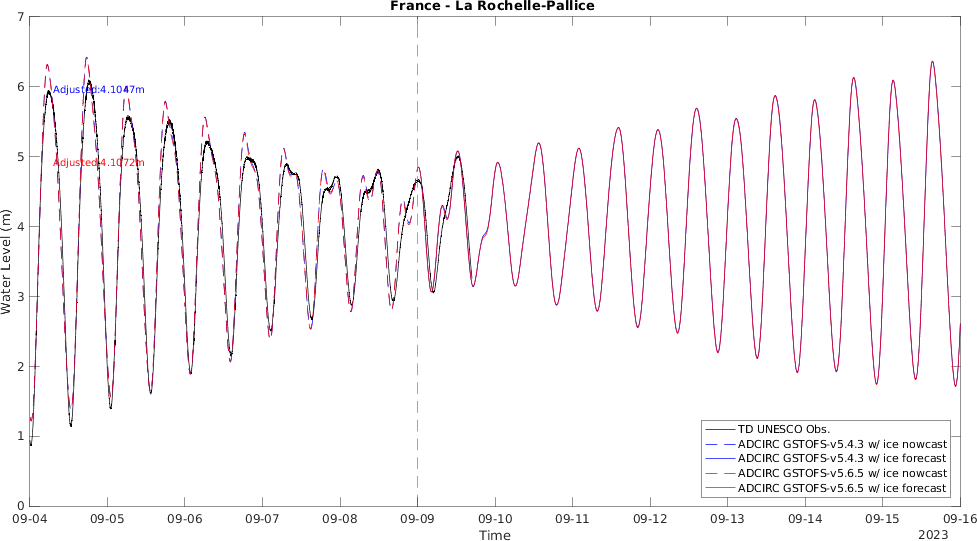 France - La Rochelle-Pallice
7
6
5
4
3
2
1
0
Water Level (m)
Adjusted:4.1047m
Adjusted:4.1072m
TD UNESCO Obs.
ADCIRC GSTOFS-v5.4.3 w/ ice nowcast
ADCIRC GSTOFS-v5.4.3 w/ ice forecast
ADCIRC GSTOFS-v5.6.5 w/ ice nowcast
ADCIRC GSTOFS-v5.6.5 w/ ice forecast
09-04 09-05 09-06 09-07 09-08 09-09 09-10 09-11 09-12 09-13 09-14 09-15 09-16
Time
2023